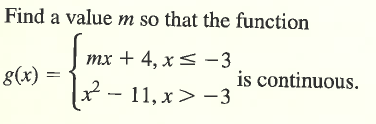 Find a value m so that the function
mx + 4, x ≤ -3
g(x) = { is continuous.
x² - 11, x > -3